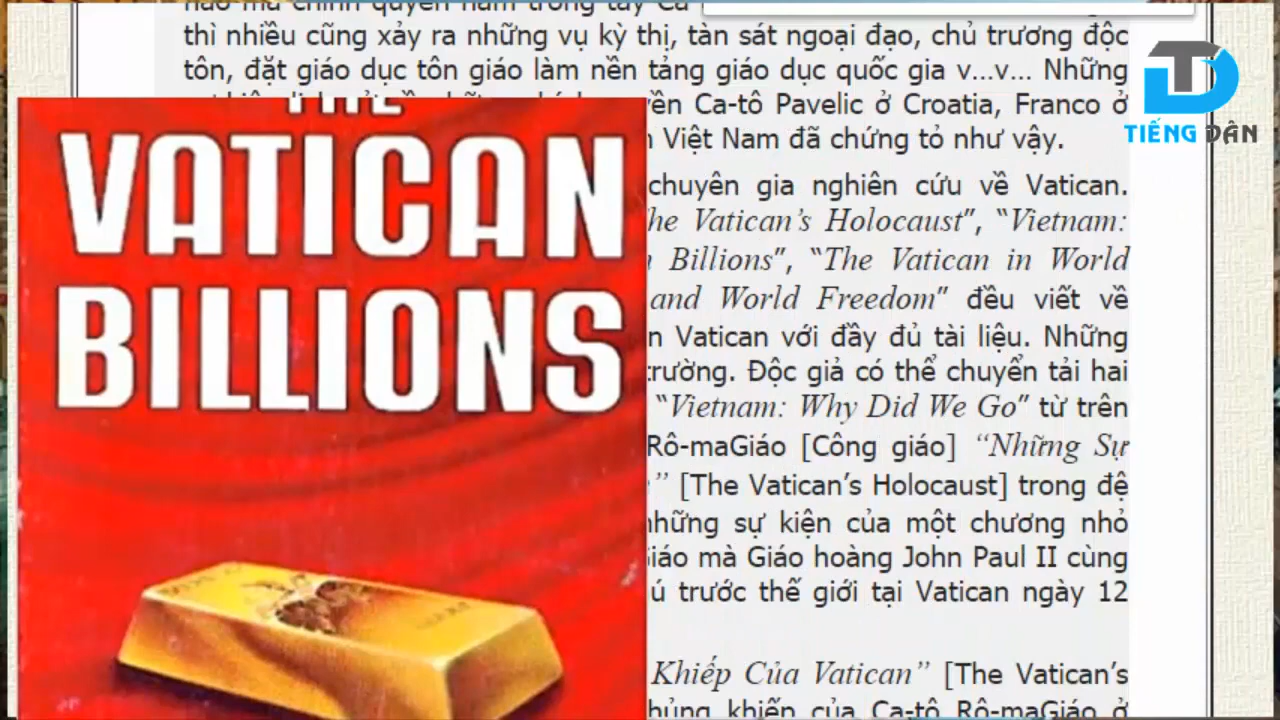 thì nhiều cũng xảy ra những vụ kỳ thị, tàn sát ngoại đạo, chủ trương độc
tôn, đặt giáo dục tôn giáo làm nền tảng giáo dục quốc gia v...v... Những
Ca-tô Pavelic ở Croatia, Franco ở
Việt Nam đã chứng tỏ như vậy.
chuyên gia nghiên cứu về Vatican.
Vatican’s Holocaust”, “Vietnam:
Billions”, “The Vatican in World
and World Freedom” đều viết về
Vatican với đầy đủ tài liệu. Những
trường. Độc giả có thể chuyển tải hai
“Vietnam: Why Did We Go” từ trên
Rô-maGiáo [Công giáo] “Những Sự
[The Vatican’s Holocaust] trong đệ
những sự kiện của một chương nhỏ
mà Giáo hoàng John Paul II cùng
trước thế giới tại Vatican ngày 12
Khiếp Của Vatican” [The Vatican’s
khiếp của Ca-tô Rô-maGiáo ở
THE
VATICAN
BILLIONS
TD
TIẾNG DÂN